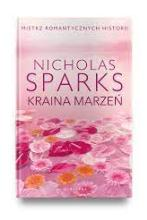 MISTRZ ROMANTYCZNYCH HISTORII
NICHOLAS
SPARKS
KRAINA MARZEŃ